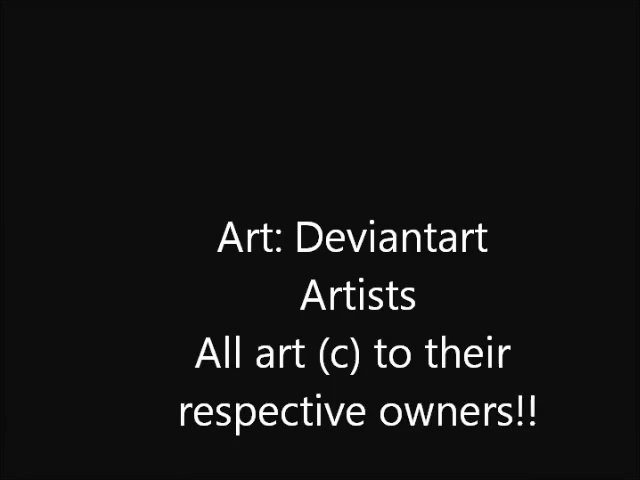 Art: Deviantart
Artists
All art (c) to their
respective owners!!